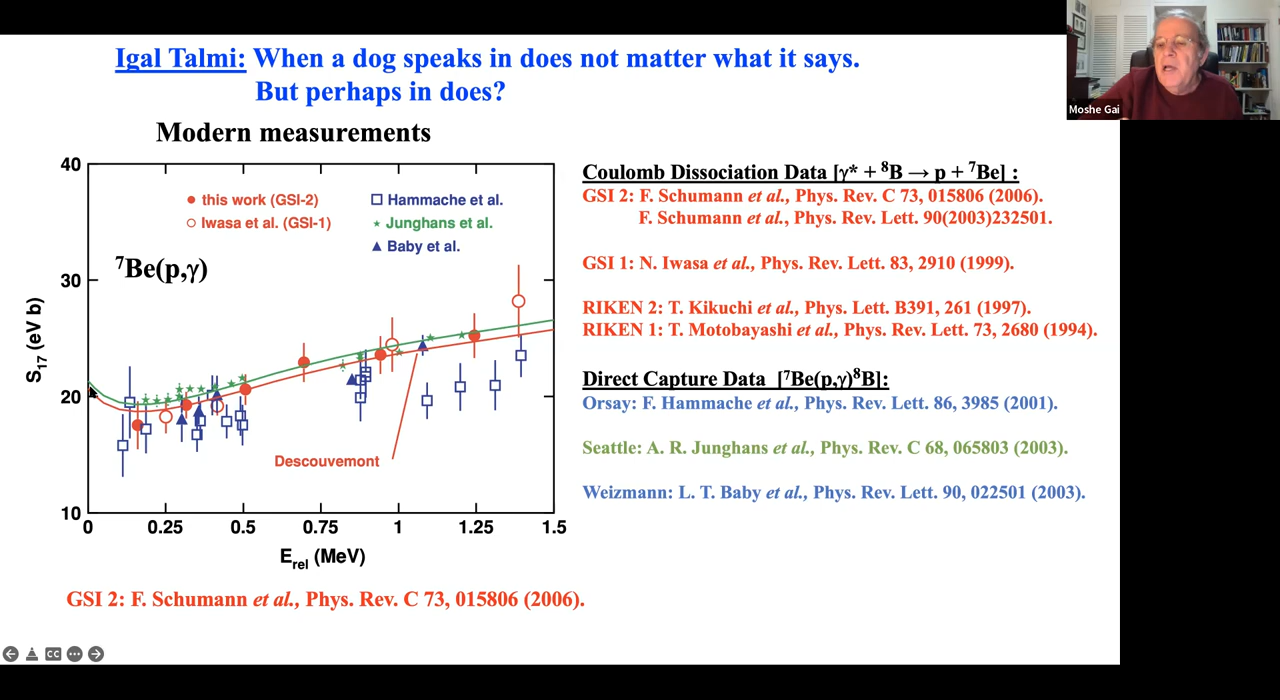 Igal Talmi: When a dog speaks in does not matter what it says.
But perhaps in does?
Moshe Gai
Modern measurements
40
30
20
10
S17 (eV b)
this work (GSI-2)
Iwasa et al. (GSI-1)
Hammache et al.
Junghans et al.
Baby et al.
⁷Be(p,γ)
Descouvemont
0 0.25 0.5 0.75 1 1.25 1.5
Erel (MeV)
GSI 2: F. Schumann et al., Phys. Rev. C 73, 015806 (2006).
Coulomb Dissociation Data [γ* + ⁸B → p + ⁷Be] :
GSI 2: F. Schumann et al., Phys. Rev. C 73, 015806 (2006).
F. Schumann et al., Phys. Rev. Lett. 90(2003)232501.
GSI 1: N. Iwasa et al., Phys. Rev. Lett. 83, 2910 (1999).
RIKEN 2: T. Kikuchi et al., Phys. Lett. B391, 261 (1997).
RIKEN 1: T. Motobayashi et al., Phys. Rev. Lett. 73, 2680 (1994).
Direct Capture Data [⁷Be(p,γ)⁸B]:
Orsay: F. Hammache et al., Phys. Rev. Lett. 86, 3985 (2001).
Seattle: A. R. Junghans et al., Phys. Rev. C 68, 065803 (2003).
Weizmann: L. T. Baby et al., Phys. Rev. Lett. 90, 022501 (2003).
CC